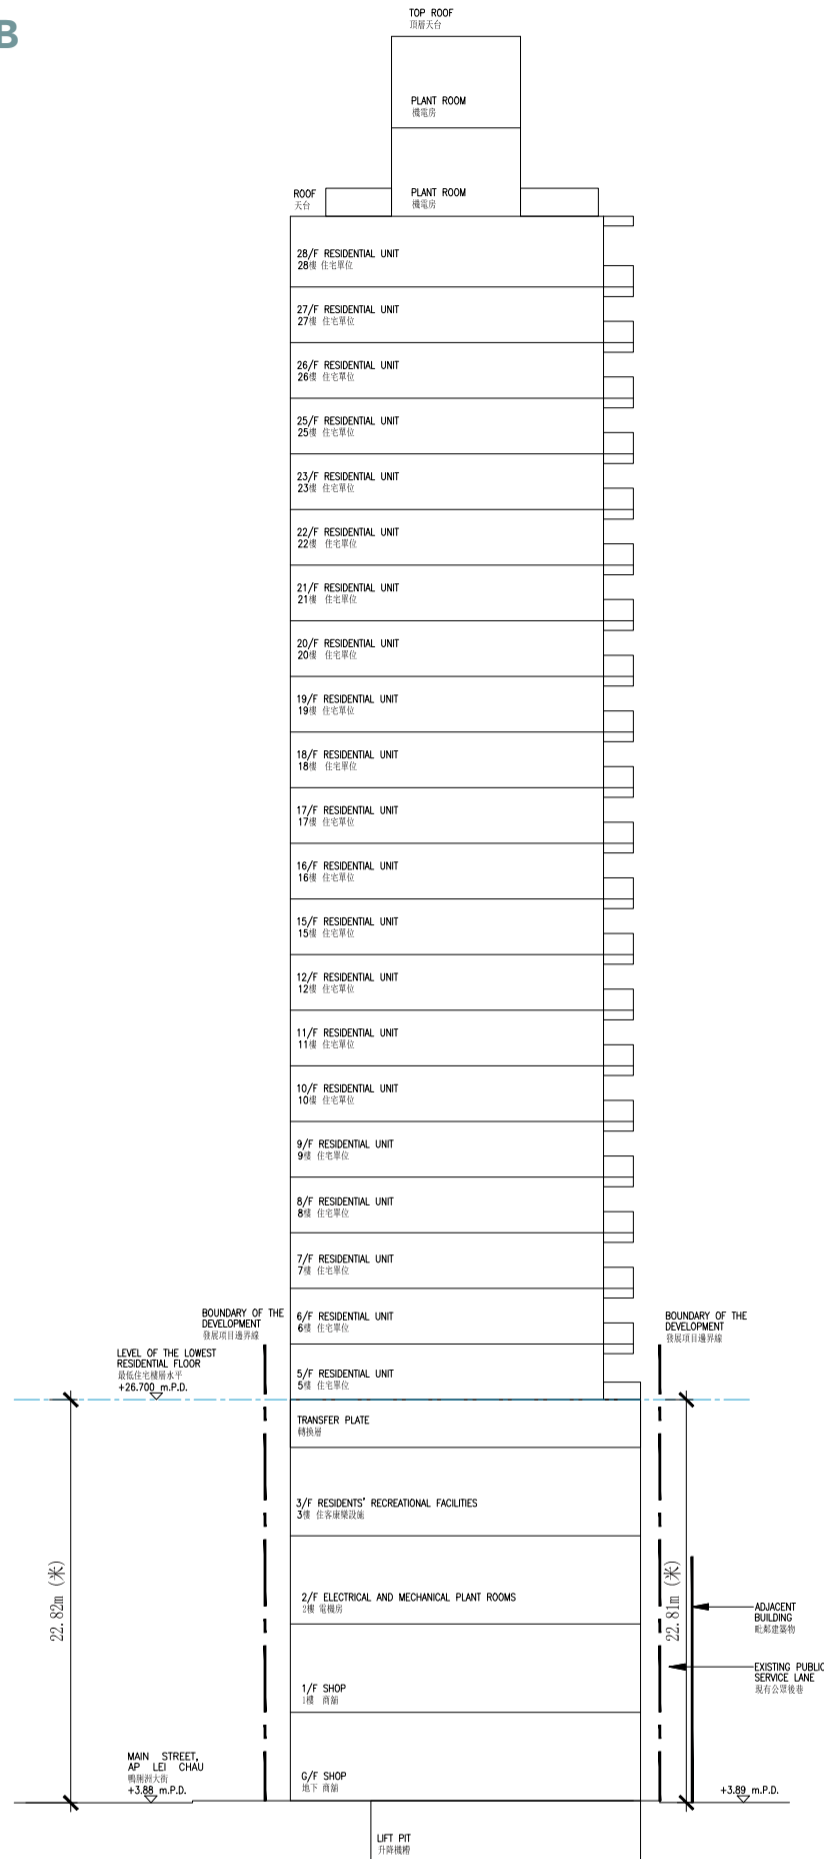 B
TOP ROOF
頂層天台
PLANT ROOM
機電房
ROOF
天台
PLANT ROOM
機電房
28/F RESIDENTIAL UNIT
28樓 住宅單位
27/F RESIDENTIAL UNIT
27樓 住宅單位
26/F RESIDENTIAL UNIT
26樓 住宅單位
25/F RESIDENTIAL UNIT
25樓 住宅單位
23/F RESIDENTIAL UNIT
23樓 住宅單位
22/F RESIDENTIAL UNIT
22樓 住宅單位
21/F RESIDENTIAL UNIT
21樓 住宅單位
20/F RESIDENTIAL UNIT
20樓 住宅單位
19/F RESIDENTIAL UNIT
19樓 住宅單位
18/F RESIDENTIAL UNIT
18樓 住宅單位
17/F RESIDENTIAL UNIT
17樓 住宅單位
16/F RESIDENTIAL UNIT
16樓 住宅單位
15/F RESIDENTIAL UNIT
15樓 住宅單位
12/F RESIDENTIAL UNIT
12樓 住宅單位
11/F RESIDENTIAL UNIT
11樓 住宅單位
10/F RESIDENTIAL UNIT
10樓 住宅單位
9/F RESIDENTIAL UNIT
9樓 住宅單位
8/F RESIDENTIAL UNIT
8樓 住宅單位
7/F RESIDENTIAL UNIT
7樓 住宅單位
6/F RESIDENTIAL UNIT
6樓 住宅單位
5/F RESIDENTIAL UNIT
5樓 住宅單位
BOUNDARY OF THE
DEVELOPMENT
發展項目邊界線
BOUNDARY OF THE
DEVELOPMENT
發展項目邊界線
LEVEL OF THE LOWEST
RESIDENTIAL FLOOR
最低住宅樓層水平
+26.700 m.P.D.
TRANSFER PLATE
轉換層
3/F RESIDENTS' RECREATIONAL FACILITIES
3樓 住客康樂設施
2/F ELECTRICAL AND MECHANICAL PLANT ROOMS
2樓 電機房
1/F SHOP
1樓 商舖
G/F SHOP
地下 商舖
22.82m (米)
22.81m (米)
ADJACENT
BUILDING
毗鄰建築物
EXISTING PUBLIC
SERVICE LANE
現有公眾後巷
MAIN STREET,
AP LEI CHAU
鴨脷洲大街
+3.88 m.P.D.
+3.89 m.P.D.
LIFT PIT
升降機槽